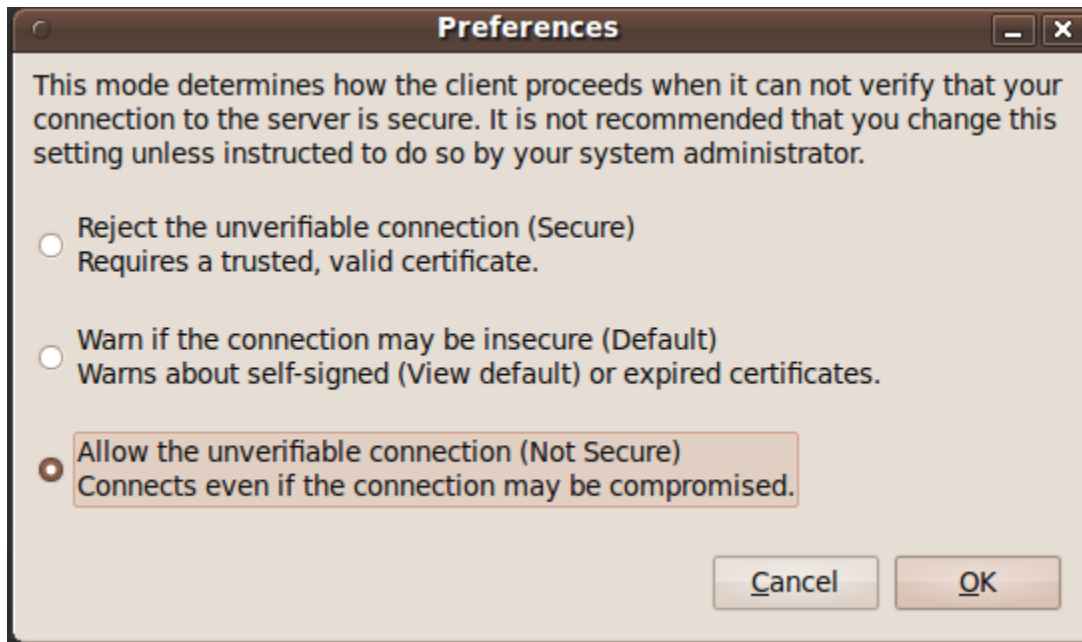 Preferences
This mode determines how the client proceeds when it can not verify that your
connection to the server is secure. It is not recommended that you change this
setting unless instructed to do so by your system administrator.
Reject the unverifiable connection (Secure)
Requires a trusted, valid certificate.
Warn if the connection may be insecure (Default)
Warns about self-signed (View default) or expired certificates.
Allow the unverifiable connection (Not Secure)
Connects even if the connection may be compromised.
Cancel
OK